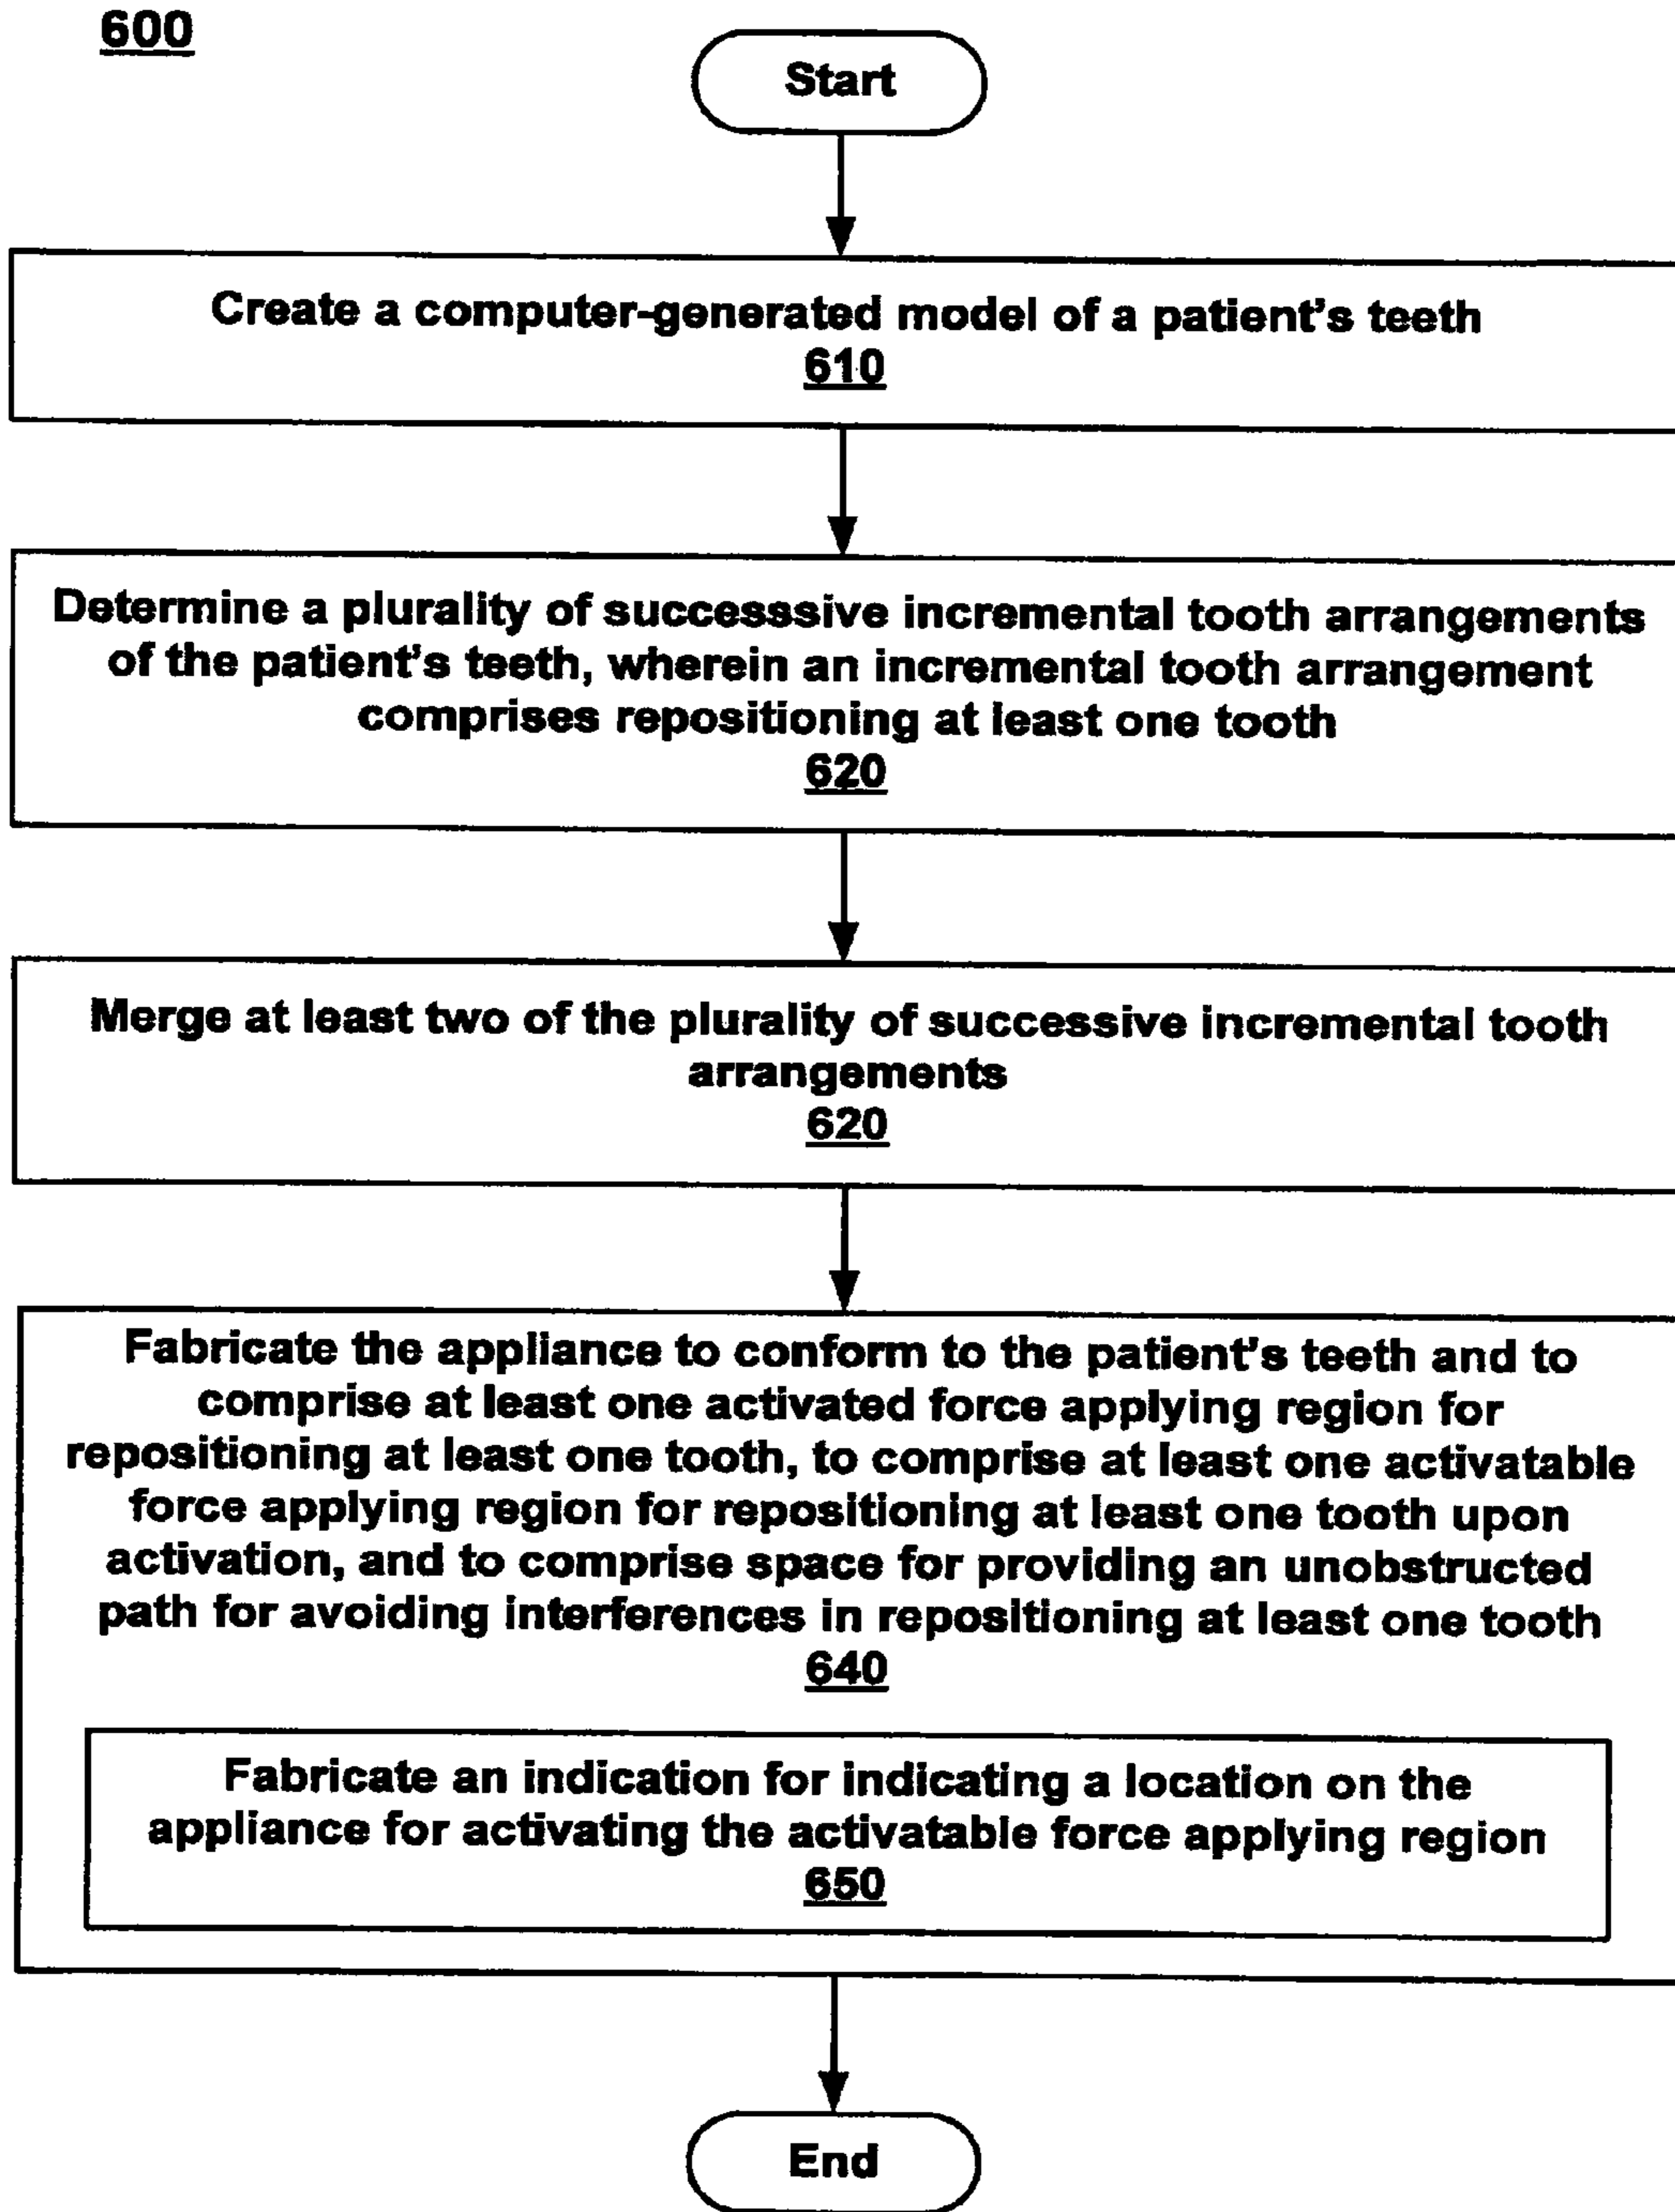 600
Start
Create a computer-generated model of a patient's teeth
610
Determine a plurality of successsive incremental tooth arrangements
of the patient's teeth, wherein an incremental tooth arrangement
comprises repositioning at least one tooth
620
Merge at least two of the plurality of successive incremental tooth
arrangements
620
Fabricate the appliance to conform to the patient's teeth and to
comprise at least one activated force applying region for
repositioning at least one tooth, to comprise at least one activatable
force applying region for repositioning at least one tooth upon
activation, and to comprise space for providing an unobstructed
path for avoiding interferences in repositioning at least one tooth
640
Fabricate an indication for indicating a location on the
appliance for activating the activatable force applying region
650
End